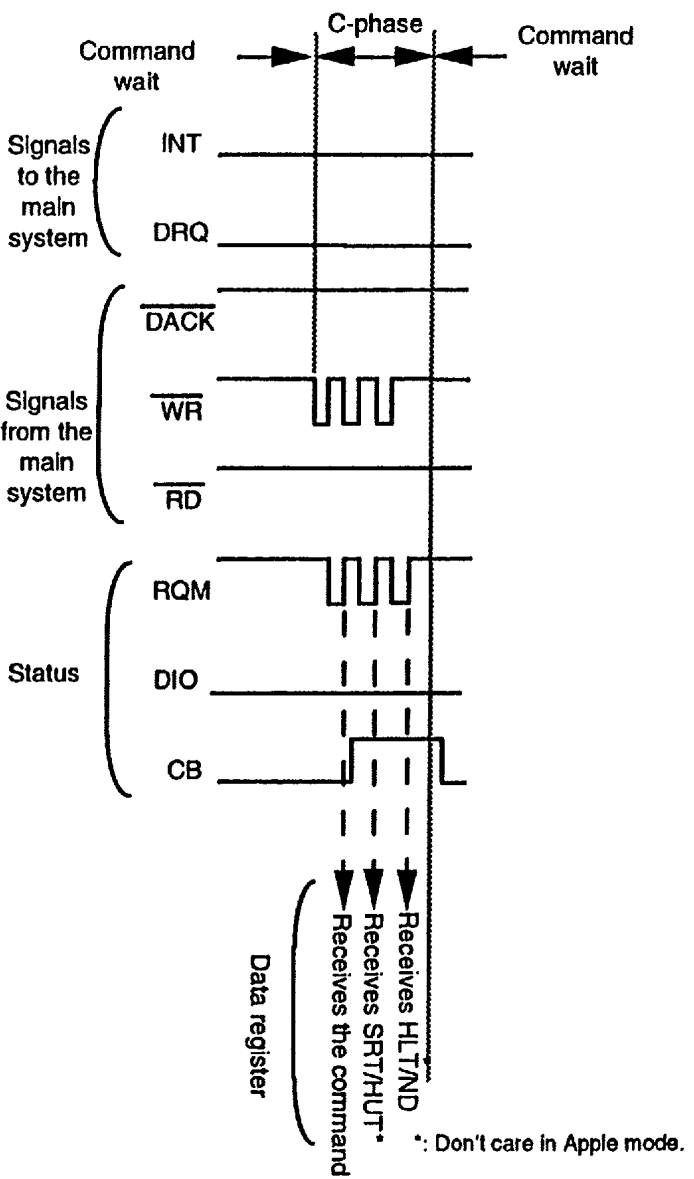 C-phase
Command
wait
Command
wait
Signals
to the
main
system
INT
DRQ
Signals
from the
main
system
DACK
WR
RD
Status
RQM
DIO
CB
Data register
Receives the command
Receives SRT/HUT*
Receives HLT/ND
*: Don't care in Apple mode.